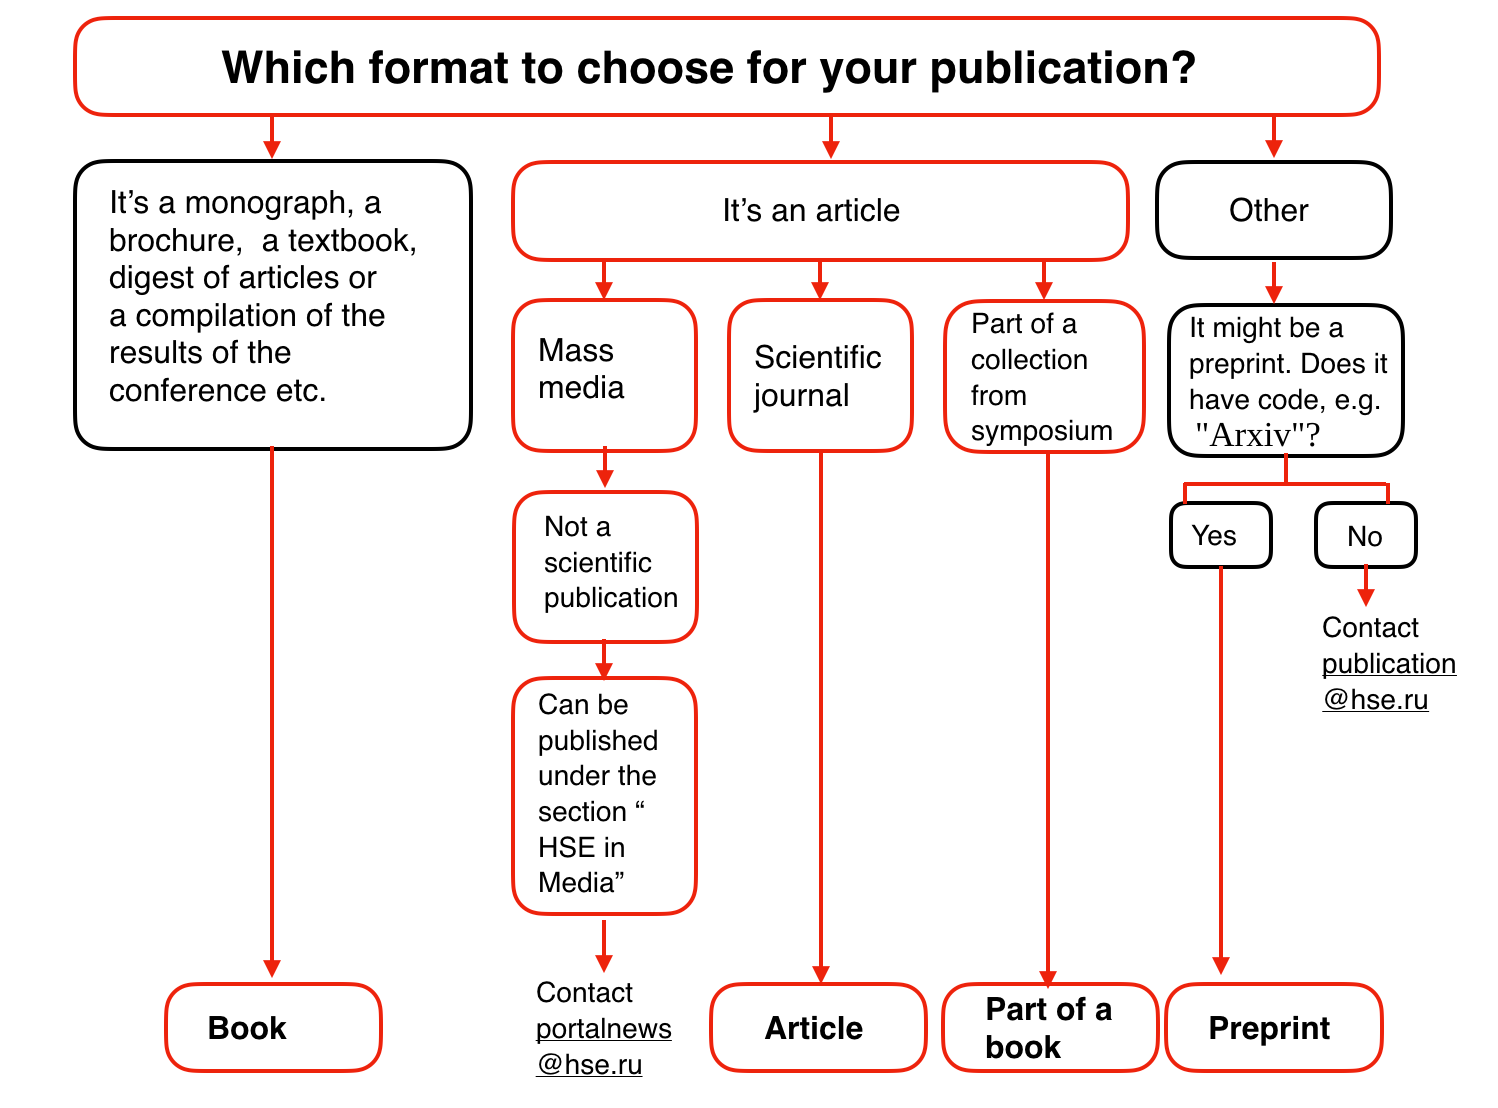 Which format to choose for your publication?
It’s a monograph, a
brochure,  a textbook,
digest of articles or
a compilation of the
results of the
conference etc.
It’s an article
Other
Mass
media
Scientific
journal
Part of a
collection
from
symposium
It might be a
preprint. Does it
have code, e.g.
"Arxiv"?
Not a
scientific
publication
Yes
No
Contact
publication
@hse.ru
Can be
published
under the
section “
HSE in
Media”
Contact
portalnews
@hse.ru
Book
Article
Part of a
book
Preprint